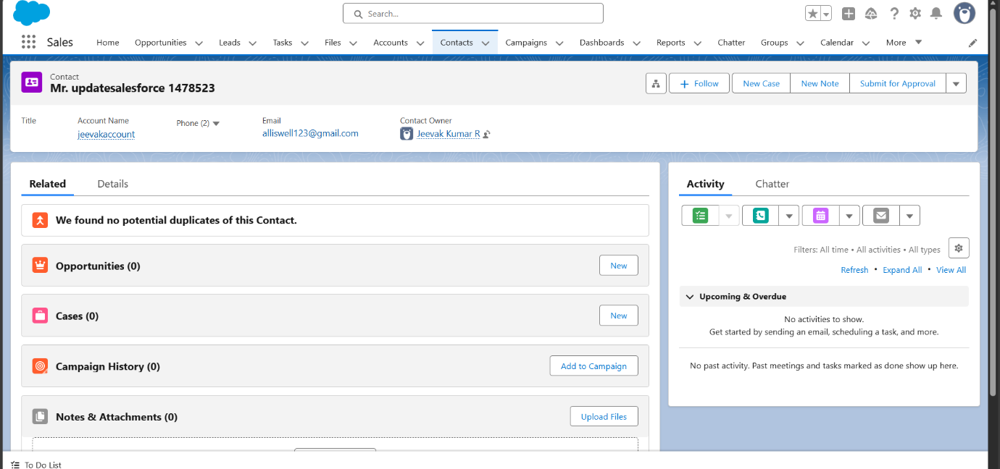 Search...
Sales
Home Opportunities Leads Tasks Files Accounts Contacts Campaigns Dashboards Reports Chatter Groups Calendar More
Contact
Mr. updatesalesforce 1478523
Follow New Case New Note Submit for Approval
Title Account Name Phone (2) Email Contact Owner
jeevakaccount alliswell123@gmail.com Jeevak Kumar R
Related Details
We found no potential duplicates of this Contact.
Opportunities (0) New
Cases (0) New
Campaign History (0) Add to Campaign
Notes & Attachments (0) Upload Files
Activity Chatter
Filters: All time • All activities • All types
Refresh • Expand All • View All
Upcoming & Overdue
No activities to show.
Get started by sending an email, scheduling a task, and more.
No past activity. Past meetings and tasks marked as done show up here.
To Do List